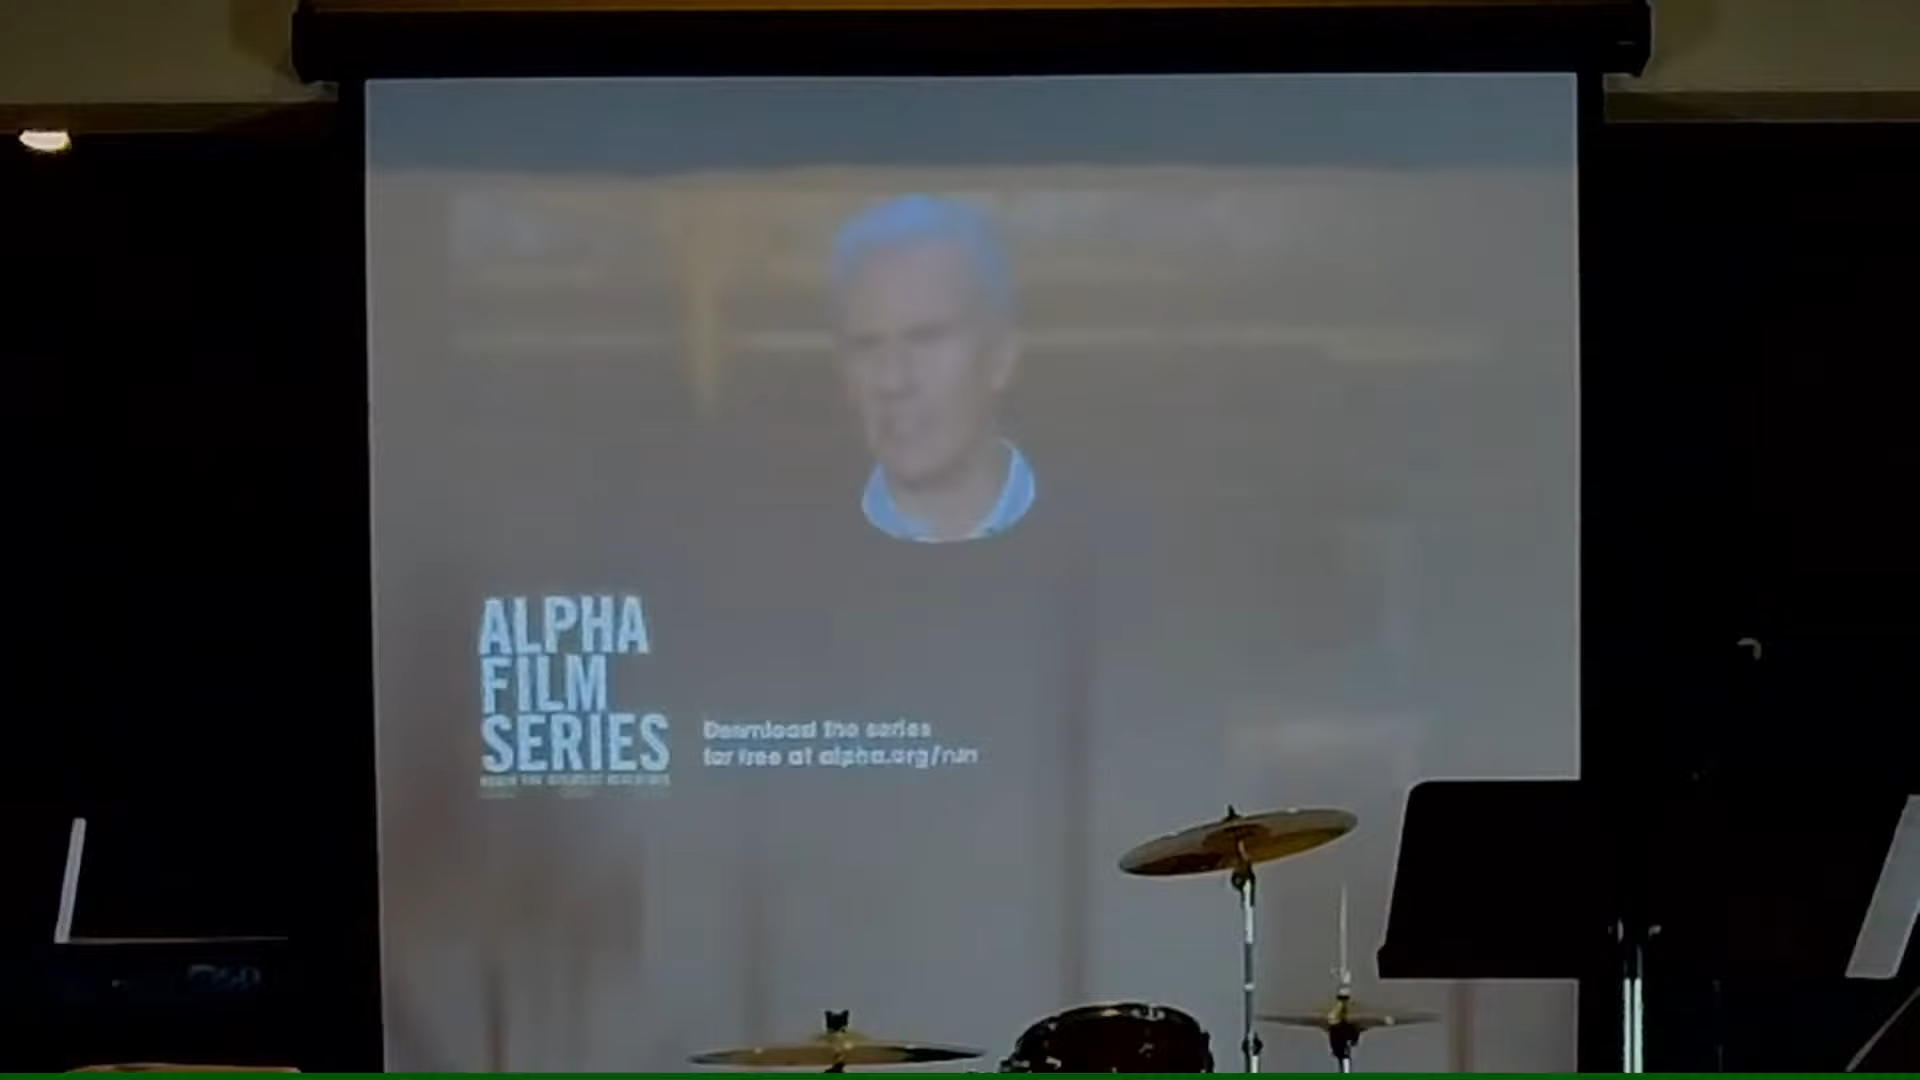 ALPHA
FILM
SERIES
Download the series
for free at alpha.org/run